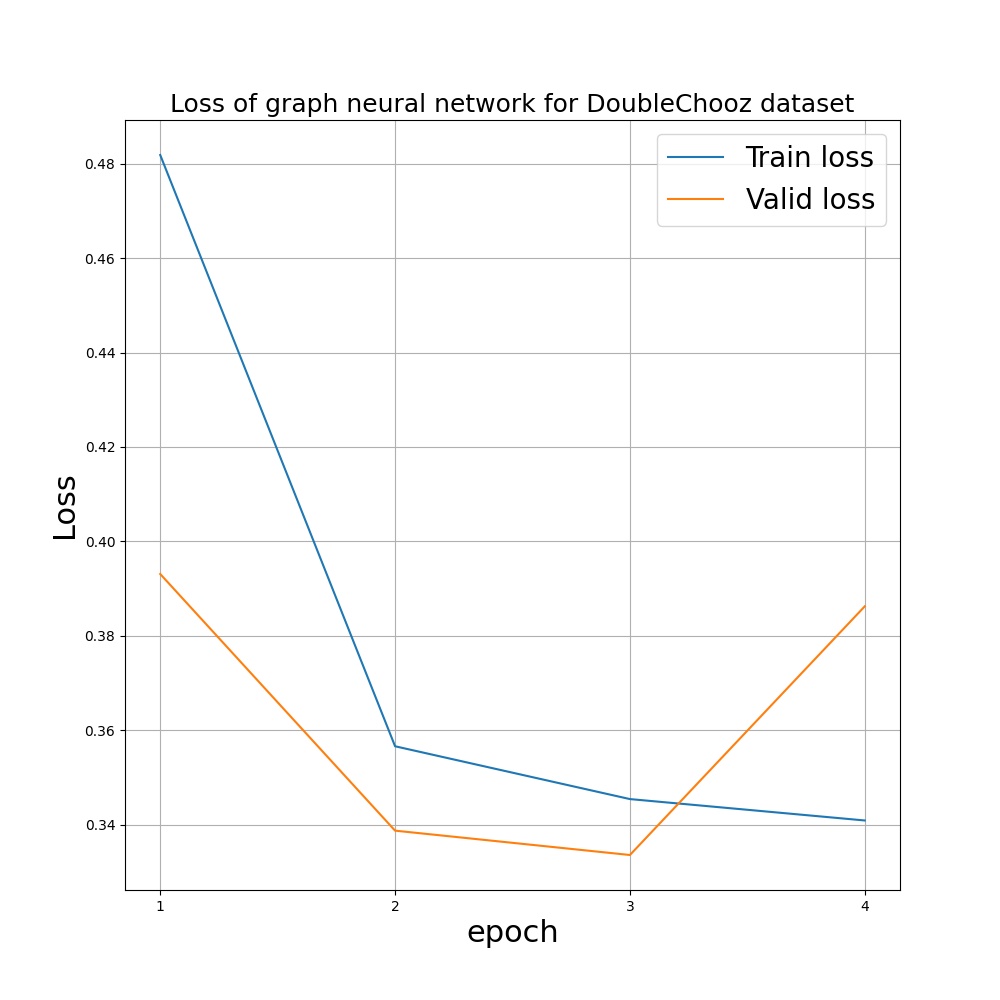 Loss of graph neural network for DoubleChooz dataset
Train loss
Valid loss
0.48
0.46
0.44
0.42
0.40
0.38
0.36
0.34
Loss
1 2 3 4
epoch